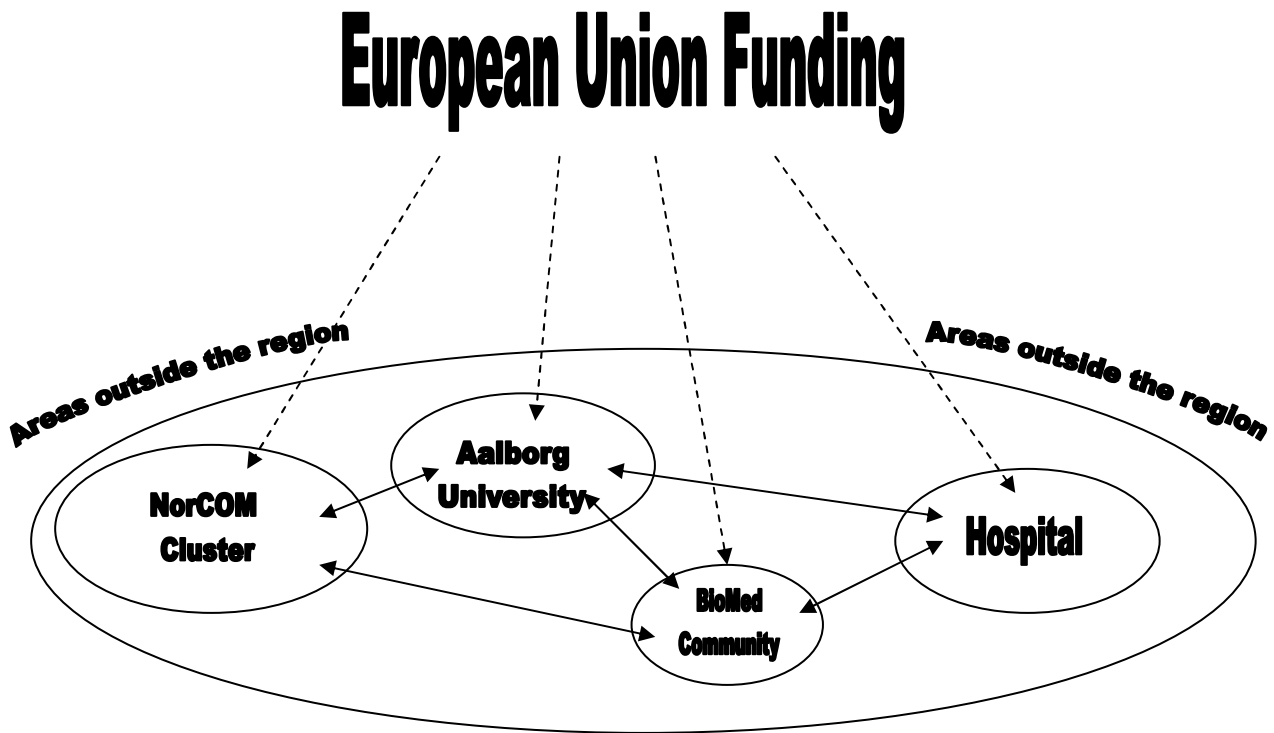 European Union Funding
Areas outside the region
Areas outside the region
Aalborg
University
NorCOM
Cluster
Hospital
BioMed
Community